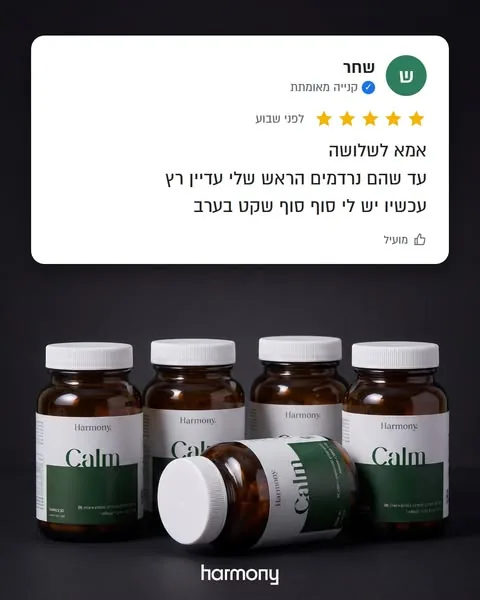 ש
שחר
קנייה מאומתת
לפני שבוע
אמא לשלושה
עד שהם נרדמים הראש שלי עדיין רץ
עכשיו יש לי סוף סוף שקט בערב
מועיל
Harmony.
Calm
Harmony.
Calm
Harmony.
Harmony.
Calm
Harmony.
Calm
harmony